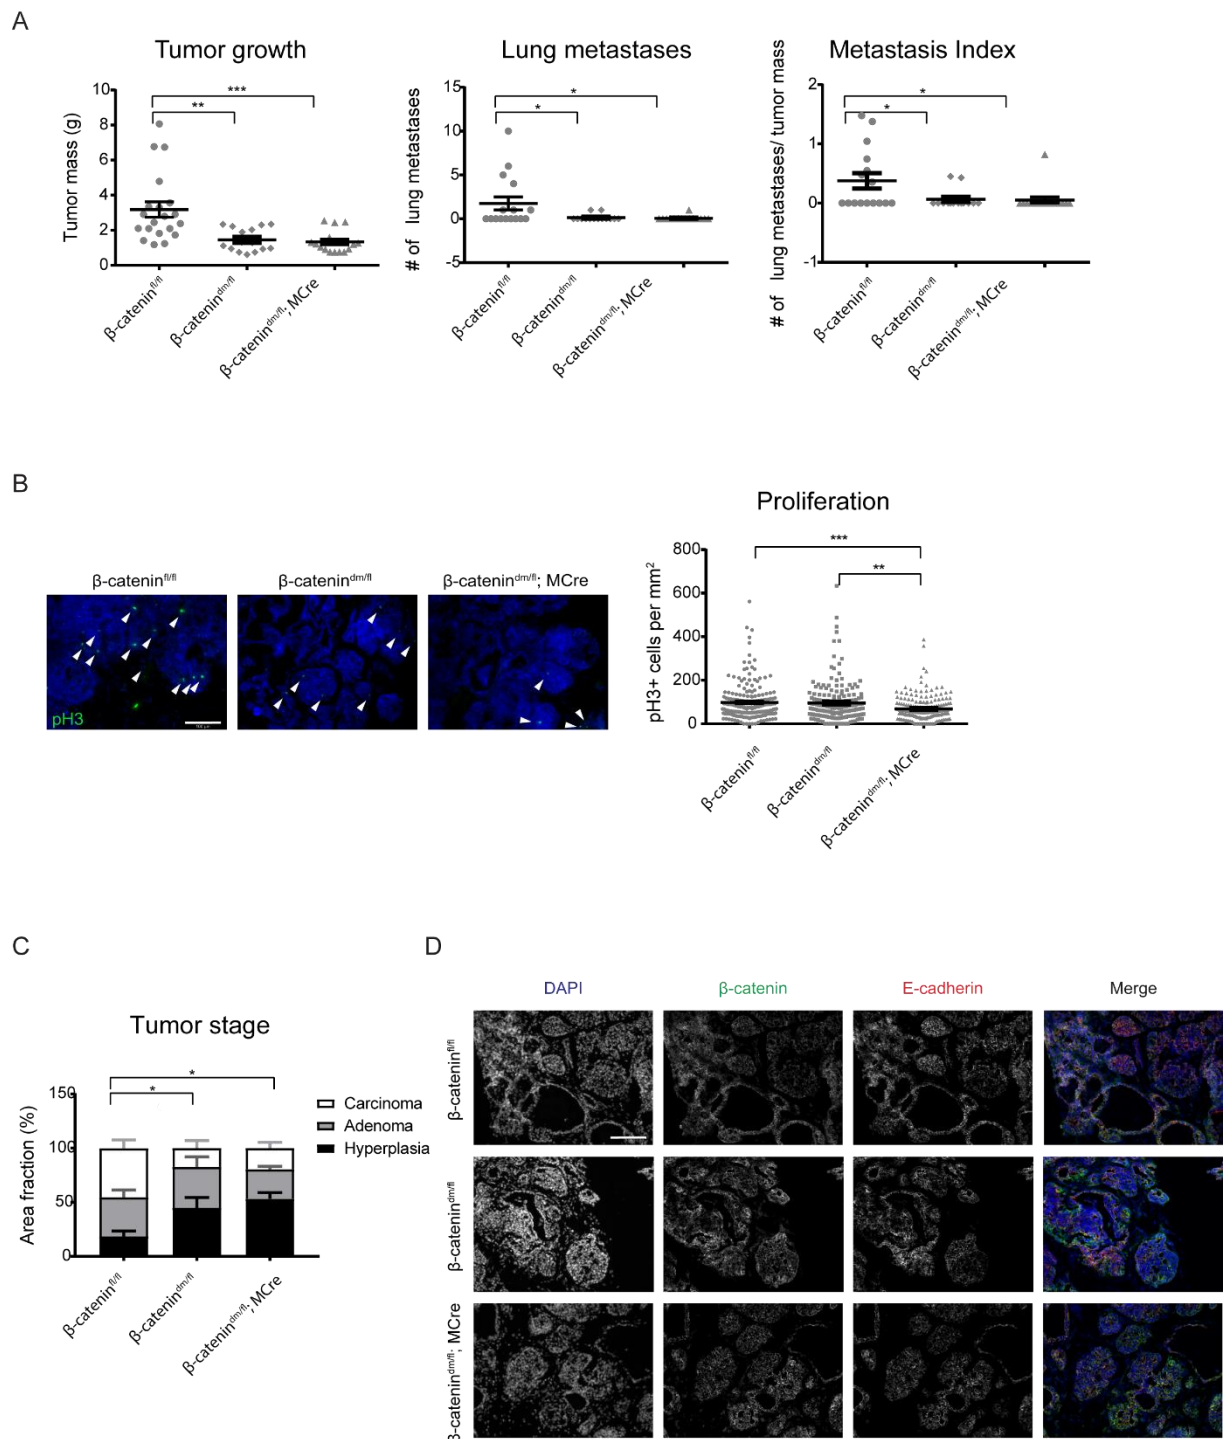 A
Tumor growth
Lung metastases
Metastasis Index
Tumor mass (g)
10
8
6
4
2
0
**
***
β-catenin^fl/fl
β-catenin^dm/fl
β-catenin^dm/fl; MCre
# of lung metastases
15
10
5
0
-5
*
*
β-catenin^fl/fl
β-catenin^dm/fl
β-catenin^dm/fl; MCre
# of lung metastases/ tumor mass
2
1
0
-1
*
*
β-catenin^fl/fl
β-catenin^dm/fl
β-catenin^dm/fl; MCre
B
β-catenin^fl/fl
β-catenin^dm/fl
β-catenin^dm/fl; MCre
pH3
Proliferation
pH3+ cells per mm²
800
600
400
200
0
***
**
β-catenin^fl/fl
β-catenin^dm/fl
β-catenin^dm/fl; MCre
C
Tumor stage
Area fraction (%)
150
100
50
0
*
*
Carcinoma
Adenoma
Hyperplasia
β-catenin^fl/fl
β-catenin^dm/fl
β-catenin^dm/fl; MCre
D
DAPI
β-catenin
E-cadherin
Merge
β-catenin^fl/fl
β-catenin^dm/fl
β-catenin^dm/fl; MCre